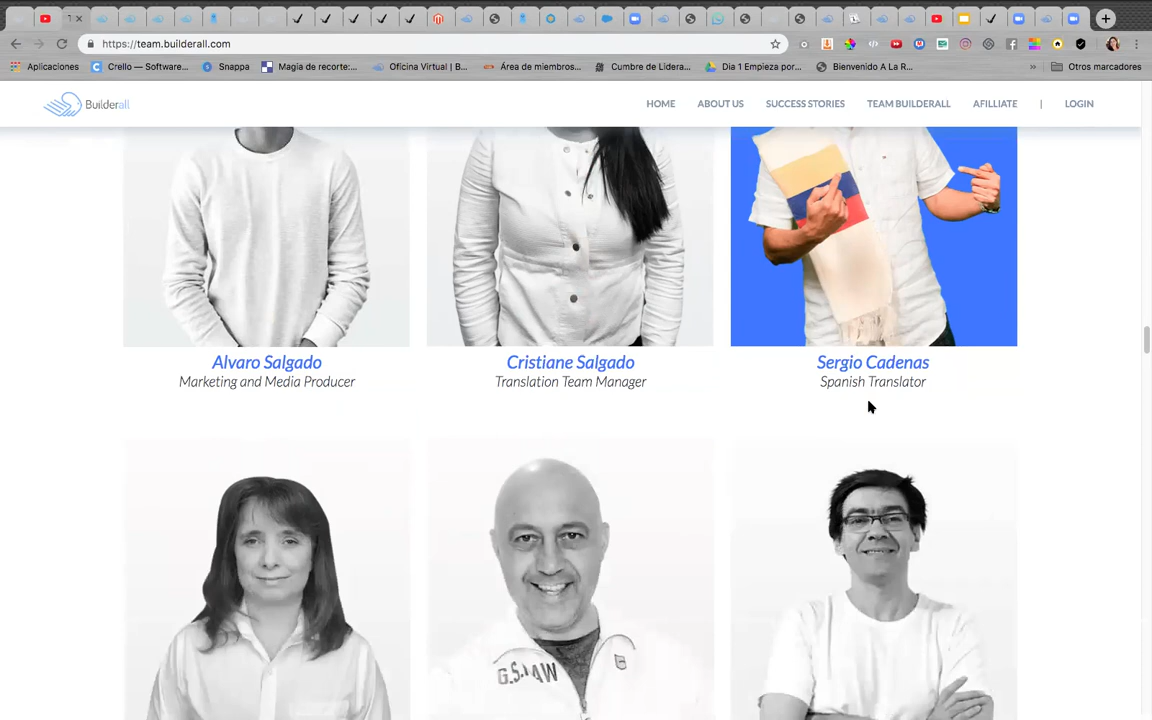 1
https://team.builderall.com
Aplicaciones
Crello — Software...
Snappa
Magia de recorte:...
Oficina Virtual | B...
Área de miembros...
Cumbre de Lidera...
Dia 1 Empieza por...
Bienvenido A La R...
»
Otros marcadores
Builderall
HOME
ABOUT US
SUCCESS STORIES
TEAM BUILDERALL
AFILLIATE
|
LOGIN
Alvaro Salgado
Marketing and Media Producer
Cristiane Salgado
Translation Team Manager
Sergio Cadenas
Spanish Translator